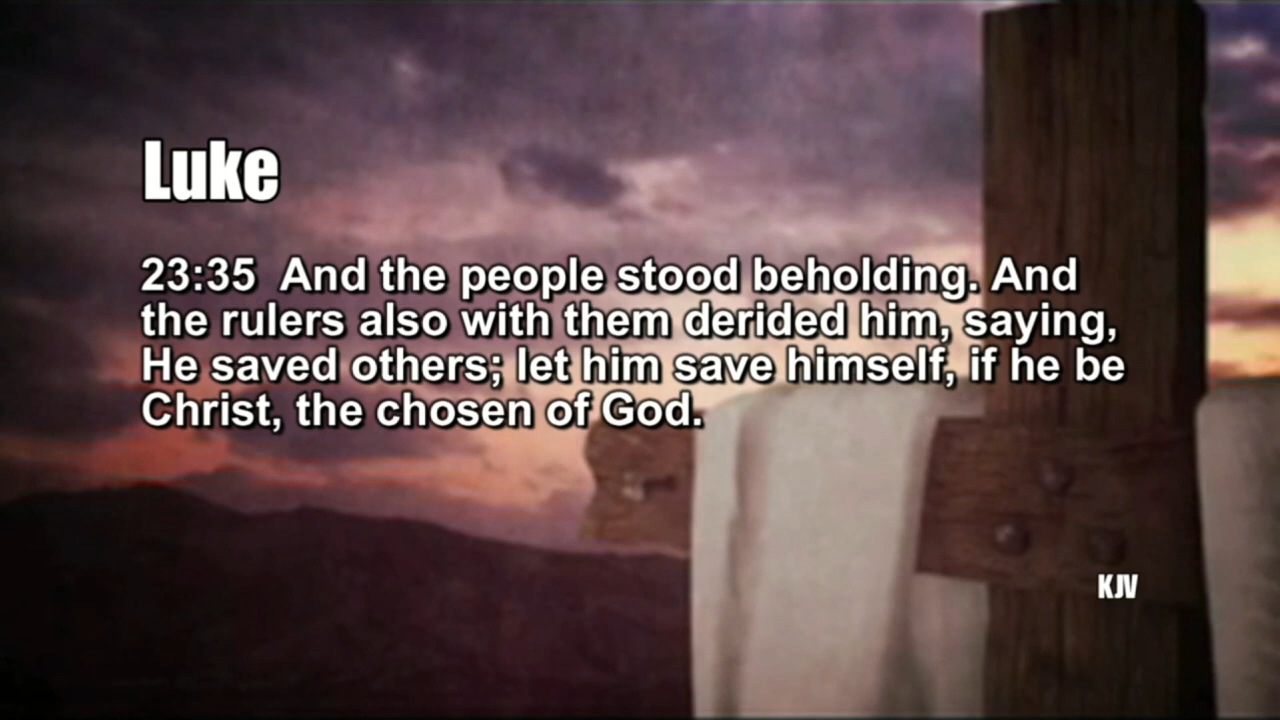 Luke
23:35 And the people stood beholding. And
the rulers also with them derided him, saying,
He saved others; let him save himself, if he be
Christ, the chosen of God.
KJV